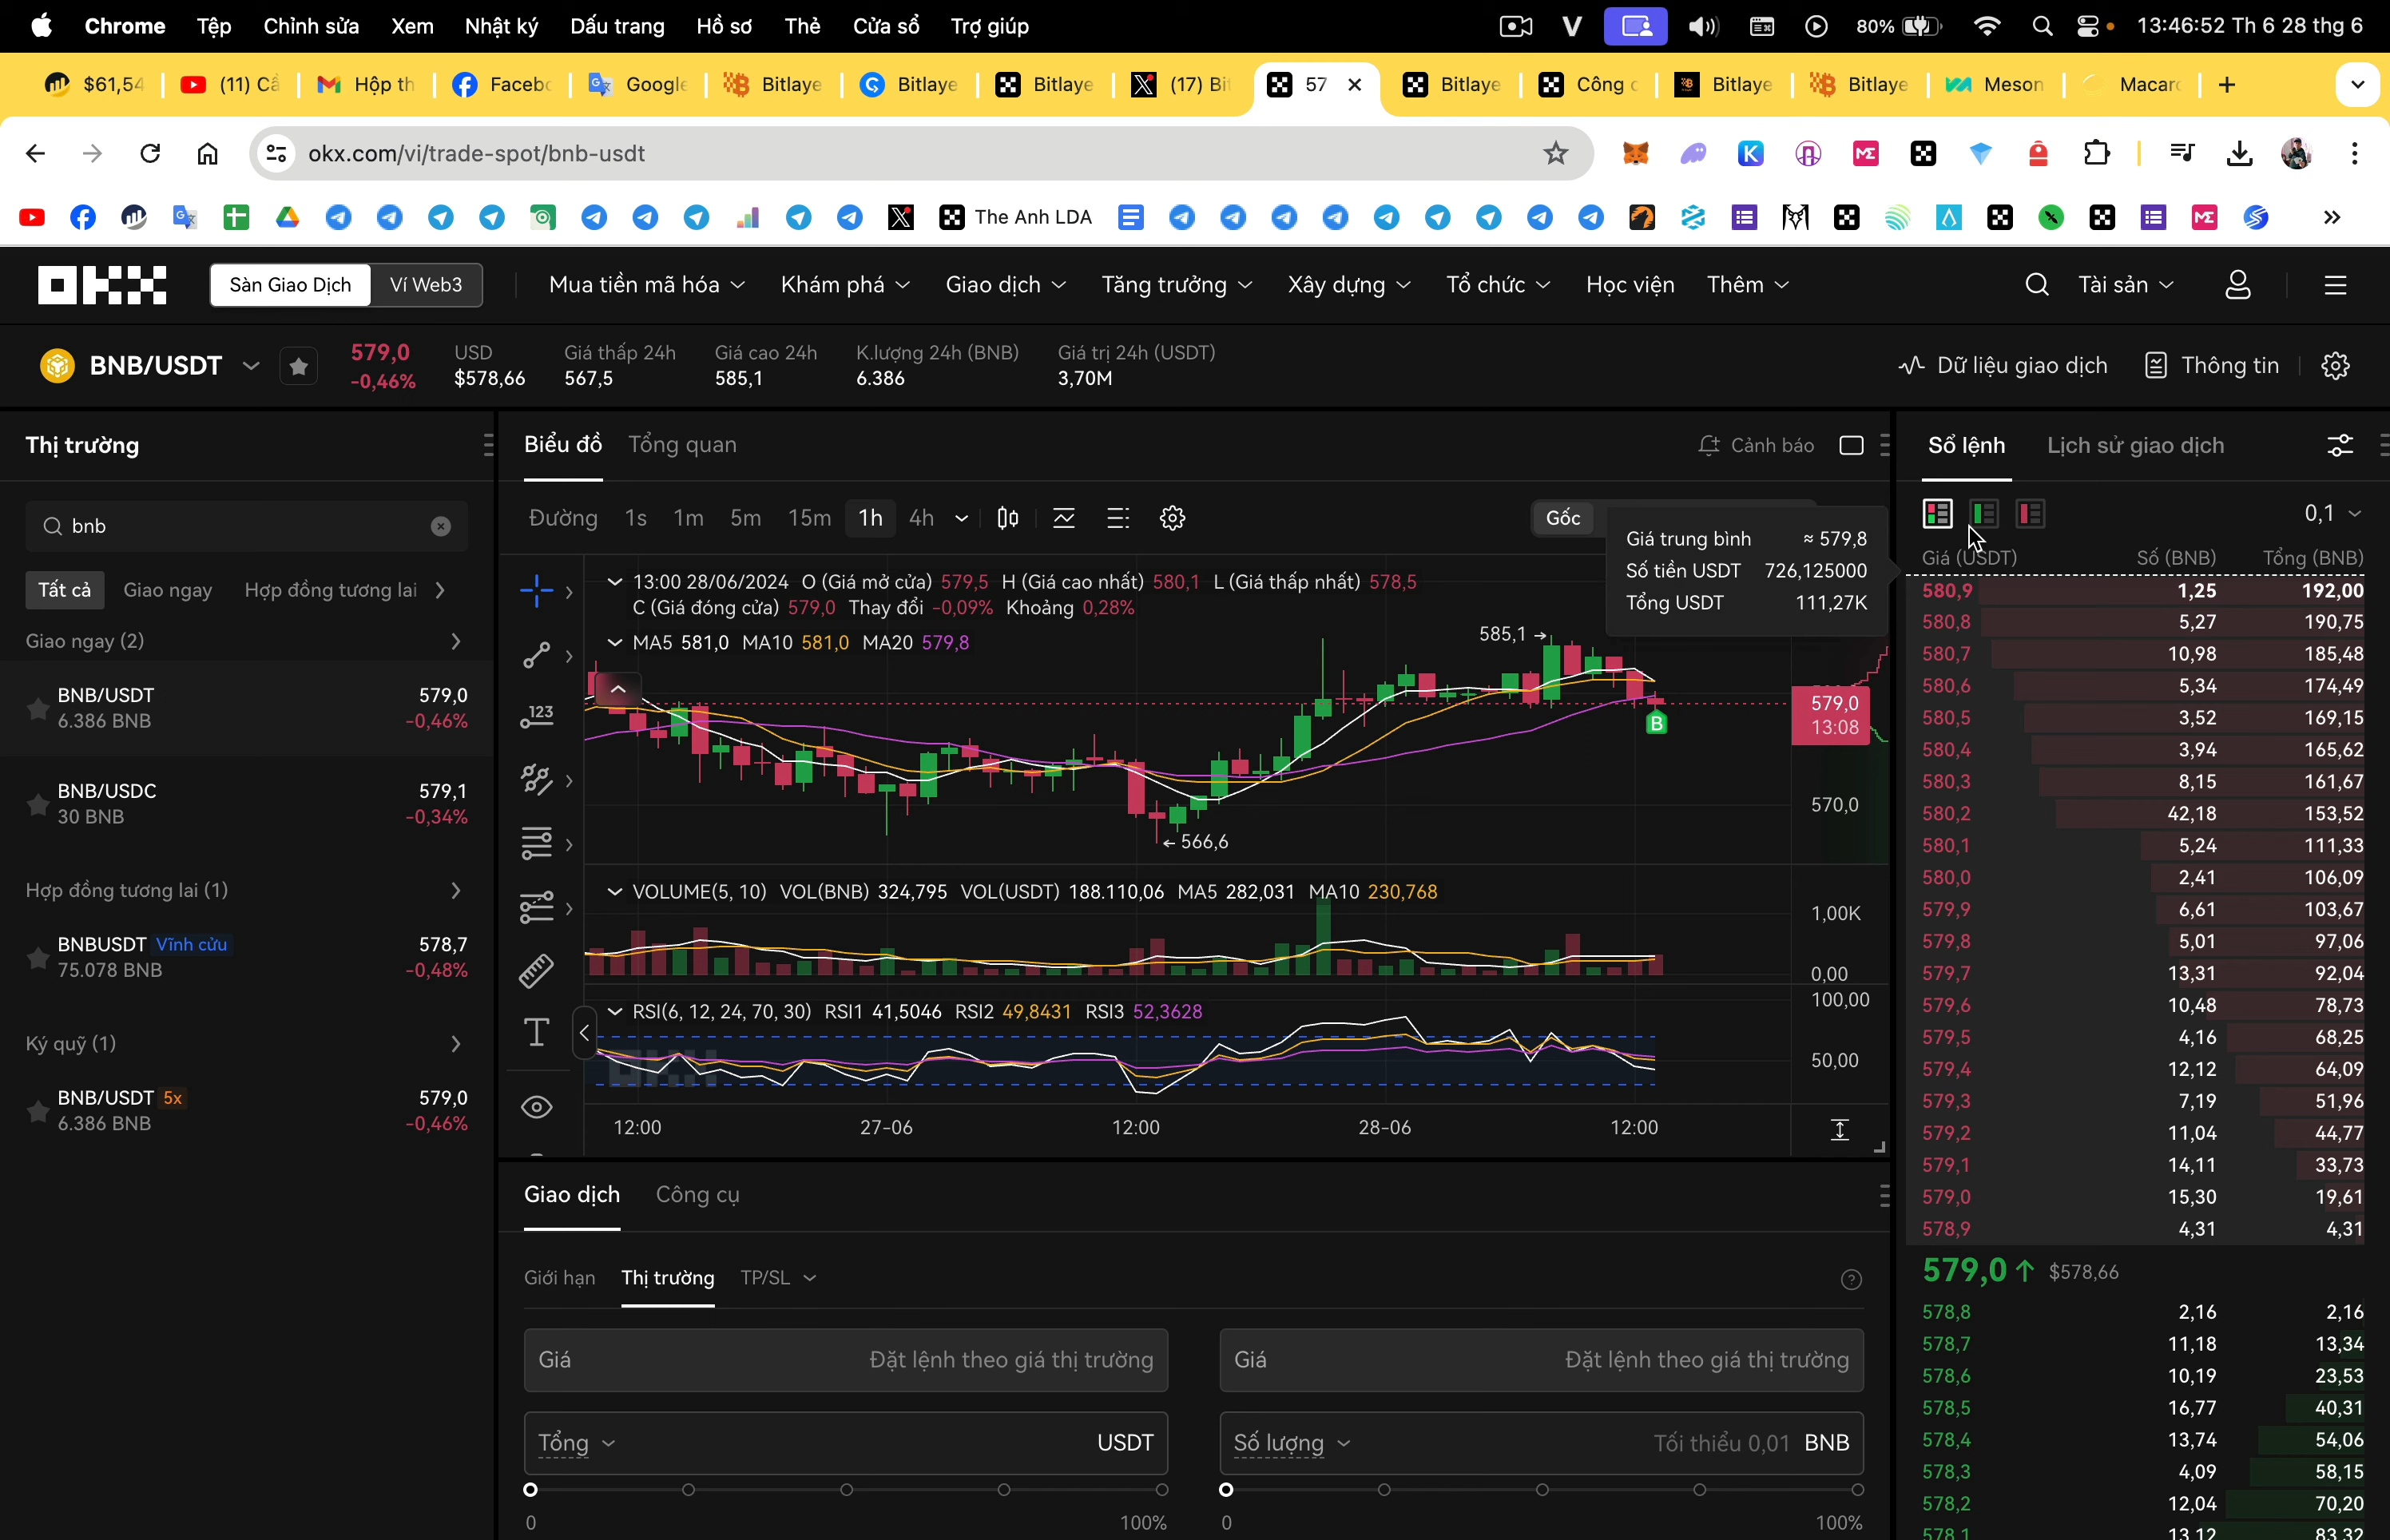 Chrome Tệp Chỉnh sửa Xem Nhật ký Dấu trang Hồ sơ Thẻ Cửa sổ Trợ giúp 80% 13:46:52 Th 6 28 thg 6
$61,54 (11) Cá Hộp th Facebo Google Bitlaye Bitlaye Bitlaye (17) Bi 57 Bitlaye Công c Bitlaye Bitlaye Meson Macar
okx.com/vi/trade-spot/bnb-usdt
The Anh LDA
OKX Sàn Giao Dịch Ví Web3 Mua tiền mã hóa Khám phá Giao dịch Tăng trưởng Xây dựng Tổ chức Học viện Thêm Tài sản
BNB/USDT 579,0 -0,46%
USD $578,66
Giá thấp 24h 567,5
Giá cao 24h 585,1
K.lượng 24h (BNB) 6.386
Giá trị 24h (USDT) 3,70M
Dữ liệu giao dịch Thông tin
Thị trường
bnb
Tất cả Giao ngay Hợp đồng tương lai
Giao ngay (2)
BNB/USDT 579,0
6.386 BNB -0,46%
BNB/USDC 579,1
30 BNB -0,34%
Hợp đồng tương lai (1)
BNBUSDT Vĩnh cửu 578,7
75.078 BNB -0,48%
Ký quỹ (1)
BNB/USDT 5x 579,0
6.386 BNB -0,46%
Biểu đồ Tổng quan Cảnh báo
Đường 1s 1m 5m 15m 1h 4h Gốc
Giá trung bình ≈ 579,8
Số tiền USDT 726,125000
Tổng USDT 111,27K
13:00 28/06/2024 O (Giá mở cửa) 579,5 H (Giá cao nhất) 580,1 L (Giá thấp nhất) 578,5
C (Giá đóng cửa) 579,0 Thay đổi -0,09% Khoảng 0,28%
MA5 581,0 MA10 581,0 MA20 579,8
585,1
579,0
13:08
B
570,0
566,6
123
VOLUME(5, 10) VOL(BNB) 324,795 VOL(USDT) 188.110,06 MA5 282,031 MA10 230,768
1,00K
0,00
RSI(6, 12, 24, 70, 30) RSI1 41,5046 RSI2 49,8431 RSI3 52,3628
100,00
50,00
12:00 27-06 12:00 28-06 12:00
Giao dịch Công cụ
Giới hạn Thị trường TP/SL
Giá Đặt lệnh theo giá thị trường Giá Đặt lệnh theo giá thị trường
Tổng USDT Số lượng Tối thiểu 0,01 BNB
0 100% 0 100%
Sổ lệnh Lịch sử giao dịch
0,1
Giá (USDT) Số (BNB) Tổng (BNB)
580,9 1,25 192,00
580,8 5,27 190,75
580,7 10,98 185,48
580,6 5,34 174,49
580,5 3,52 169,15
580,4 3,94 165,62
580,3 8,15 161,67
580,2 42,18 153,52
580,1 5,24 111,33
580,0 2,41 106,09
579,9 6,61 103,67
579,8 5,01 97,06
579,7 13,31 92,04
579,6 10,48 78,73
579,5 4,16 68,25
579,4 12,12 64,09
579,3 7,19 51,96
579,2 11,04 44,77
579,1 14,11 33,73
579,0 15,30 19,61
578,9 4,31 4,31
579,0 $578,66
578,8 2,16 2,16
578,7 11,18 13,34
578,6 10,19 23,53
578,5 16,77 40,31
578,4 13,74 54,06
578,3 4,09 58,15
578,2 12,04 70,20
578,1 13,12 83,32